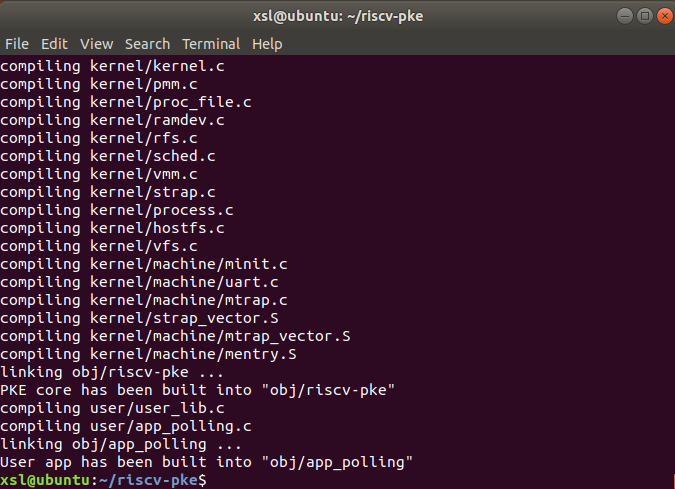 xsl@ubuntu: ~/riscv-pke
File Edit View Search Terminal Help
compiling kernel/kernel.c
compiling kernel/pmm.c
compiling kernel/proc_file.c
compiling kernel/ramdev.c
compiling kernel/rfs.c
compiling kernel/sched.c
compiling kernel/vmm.c
compiling kernel/strap.c
compiling kernel/process.c
compiling kernel/hostfs.c
compiling kernel/vfs.c
compiling kernel/machine/minit.c
compiling kernel/machine/uart.c
compiling kernel/machine/mtrap.c
compiling kernel/strap_vector.S
compiling kernel/machine/mtrap_vector.S
compiling kernel/machine/mentry.S
linking obj/riscv-pke ...
PKE core has been built into "obj/riscv-pke"
compiling user/user_lib.c
compiling user/app_polling.c
linking obj/app_polling ...
User app has been built into "obj/app_polling"
xsl@ubuntu:~/riscv-pke$